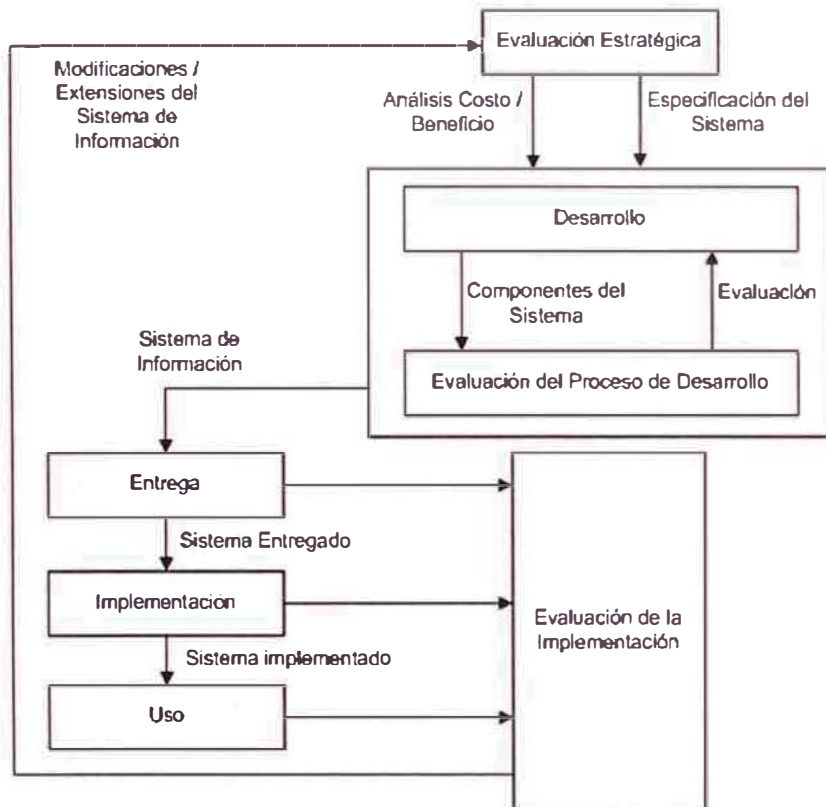 Evaluación Estratégica
Modificaciones /
Extensiones del
Sistema de
Información
Análisis Costo /
Beneficio
Especificación del
Sistema
Desarrollo
Componentes del
Sistema
Evaluación
Evaluación del Proceso de Desarrollo
Sistema de
Información
Entrega
Sistema Entregado
Implementación
Sistema implementado
Uso
Evaluación de la
Implementación